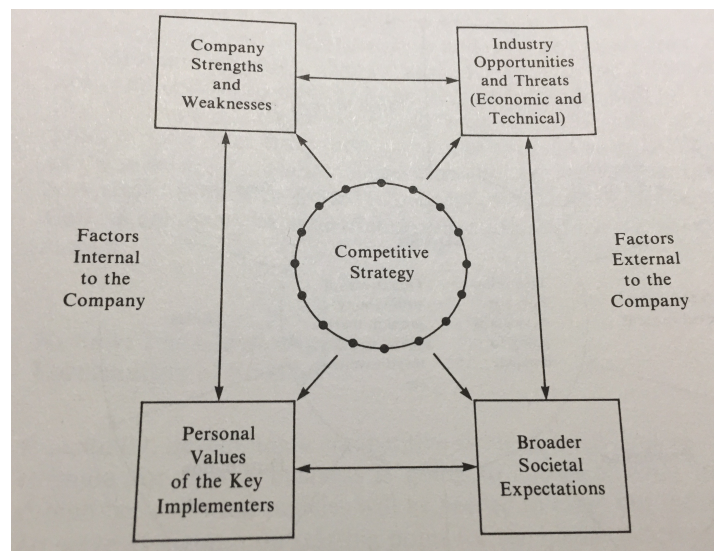 Company
Strengths
and
Weaknesses
Industry
Opportunities
and Threats
(Economic and
Technical)
Factors
Internal
to the
Company
Competitive
Strategy
Factors
External
to the
Company
Personal
Values
of the Key
Implementers
Broader
Societal
Expectations